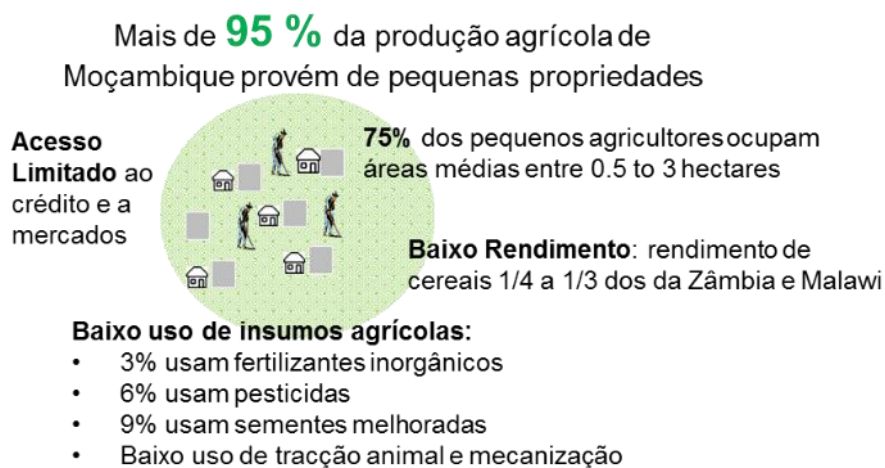 Mais de 95 % da produção agrícola de
Moçambique provém de pequenas propriedades
Acesso
Limitado ao
crédito e a
mercados
75% dos pequenos agricultores ocupam
áreas médias entre 0.5 to 3 hectares
Baixo Rendimento: rendimento de
cereais 1/4 a 1/3 dos da Zâmbia e Malawi
Baixo uso de insumos agrícolas:
• 3% usam fertilizantes inorgânicos
• 6% usam pesticidas
• 9% usam sementes melhoradas
• Baixo uso de tracção animal e mecanização